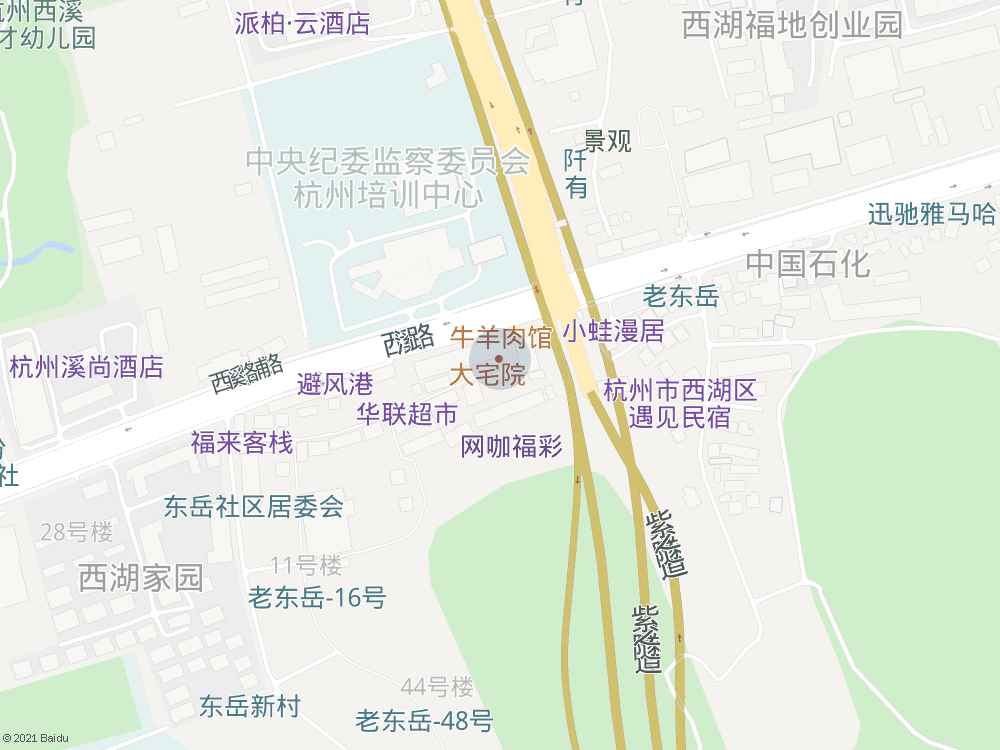 杭州西溪
才幼儿园
派柏·云酒店
西湖福地创业园
中央纪委监察委员会
杭州培训中心
景观
阡
有
迅驰雅马哈
中国石化
老东岳
小蛙漫居
西溪路
牛羊肉馆
大宅院
杭州溪尚酒店
西溪路辅路
避风港
华联超市
杭州市西湖区
遇见民宿
福来客栈
网咖福彩
社
东岳社区居委会
28号楼
11号楼
西湖家园
老东岳-16号
紫
隧道
紫
隧道
44号楼
东岳新村
老东岳-48号
© 2021 Baidu